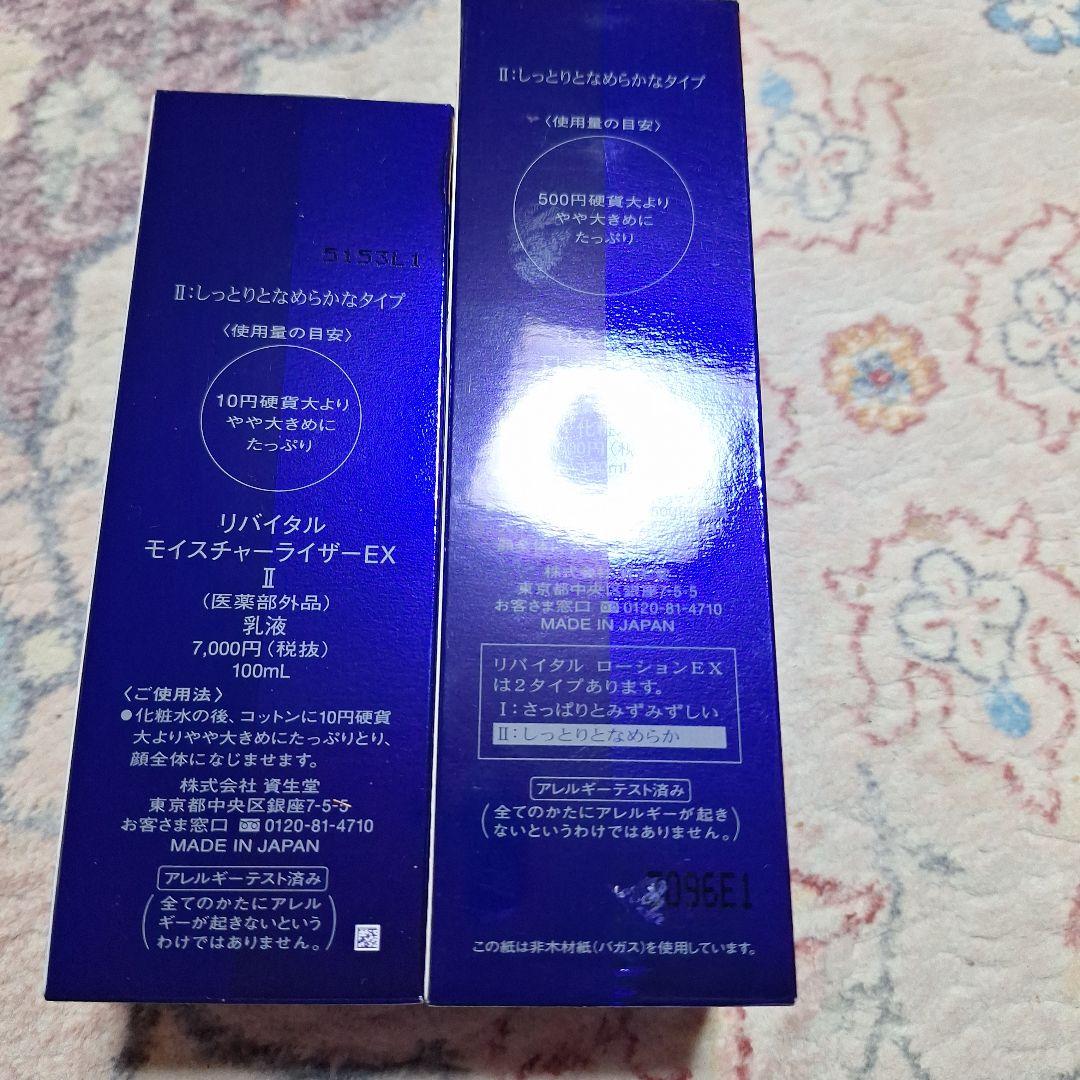 5153L1
Ⅱ:しっとりとなめらかなタイプ
〈使用量の目安〉
10円硬貨大より
やや大きめに
たっぷり
リバイタル
モイスチャーライザーEX
Ⅱ
(医薬部外品)
乳液
7,000円(税抜)
100mL
〈ご使用法〉
●化粧水の後、コットンに10円硬貨
大よりやや大きめにたっぷりとり、
顔全体になじませます。
株式会社 資生堂
東京都中央区銀座7-5-5
お客さま窓口 0120-81-4710
MADE IN JAPAN
アレルギーテスト済み
(全てのかたにアレル
ギーが起きないという
わけではありません。)
Ⅱ:しっとりとなめらかなタイプ
〈使用量の目安〉
500円硬貨大より
やや大きめに
たっぷり
化粧
mL
株式会社
東京都中央区銀座7-5-5
お客さま窓口 0120-81-4710
MADE IN JAPAN
リバイタル ローションEX
は2タイプあります。
Ⅰ:さっぱりとみずみずしい
Ⅱ:しっとりとなめらか
アレルギーテスト済み
(全てのかたにアレルギーが起き
ないというわけではありません。)
096E1
この紙は非木材紙(バガス)を使用しています。